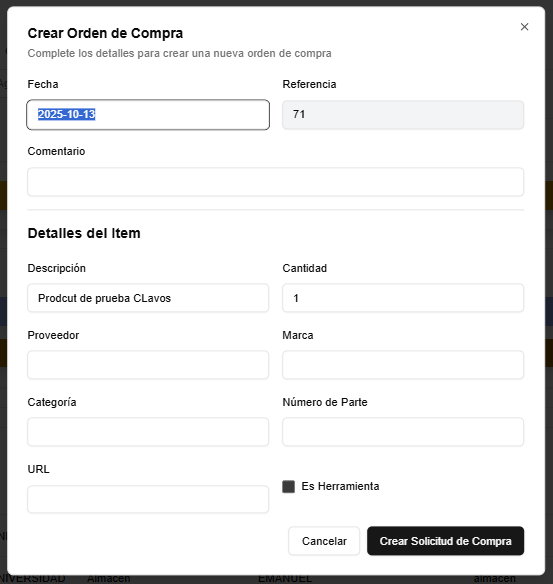 Crear Orden de Compra
Complete los detalles para crear una nueva orden de compra
Fecha Referencia
2025-10-13 71
Comentario
Detalles del Item
Descripción Cantidad
Prodcut de prueba CLavos 1
Proveedor Marca
Categoría Número de Parte
URL
Es Herramienta
Cancelar Crear Solicitud de Compra
NIVERSIDAD Almacén EMANUEL almacén